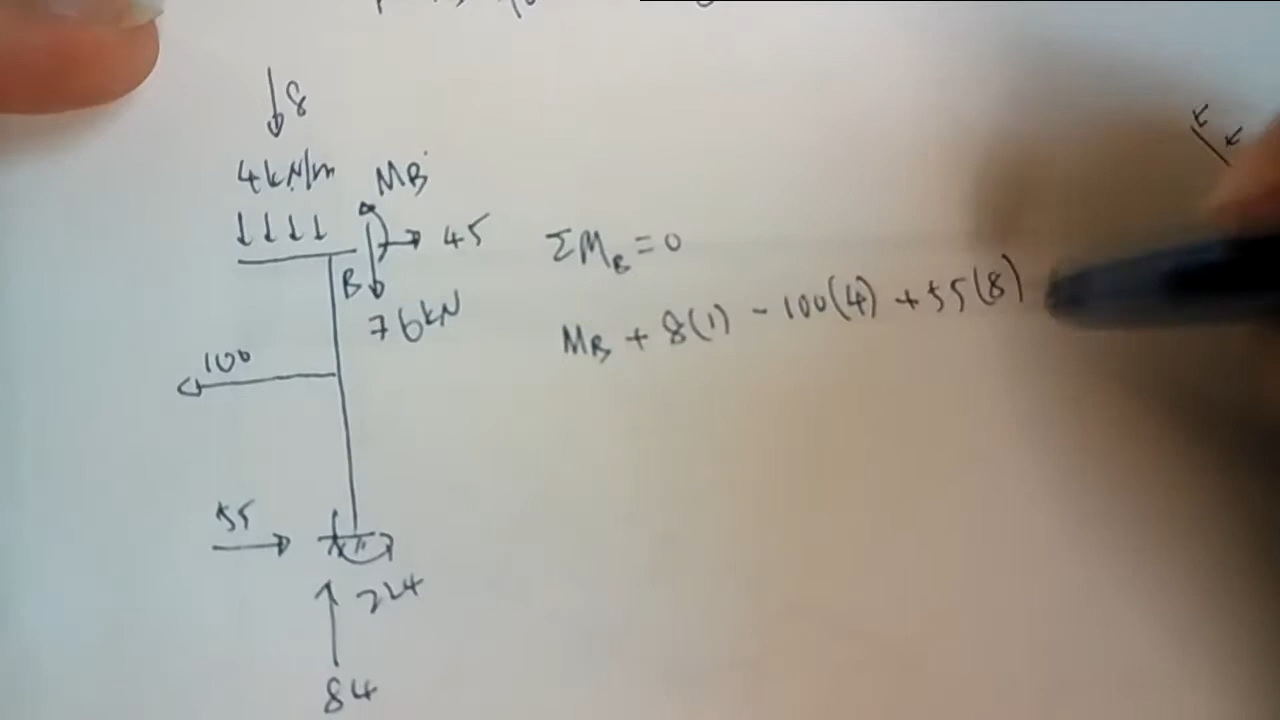 8
4kN/m
MB
45
B
76kN
ΣMB = 0
MB + 8(1) - 100(4) + 55(8)
100
55
224
84